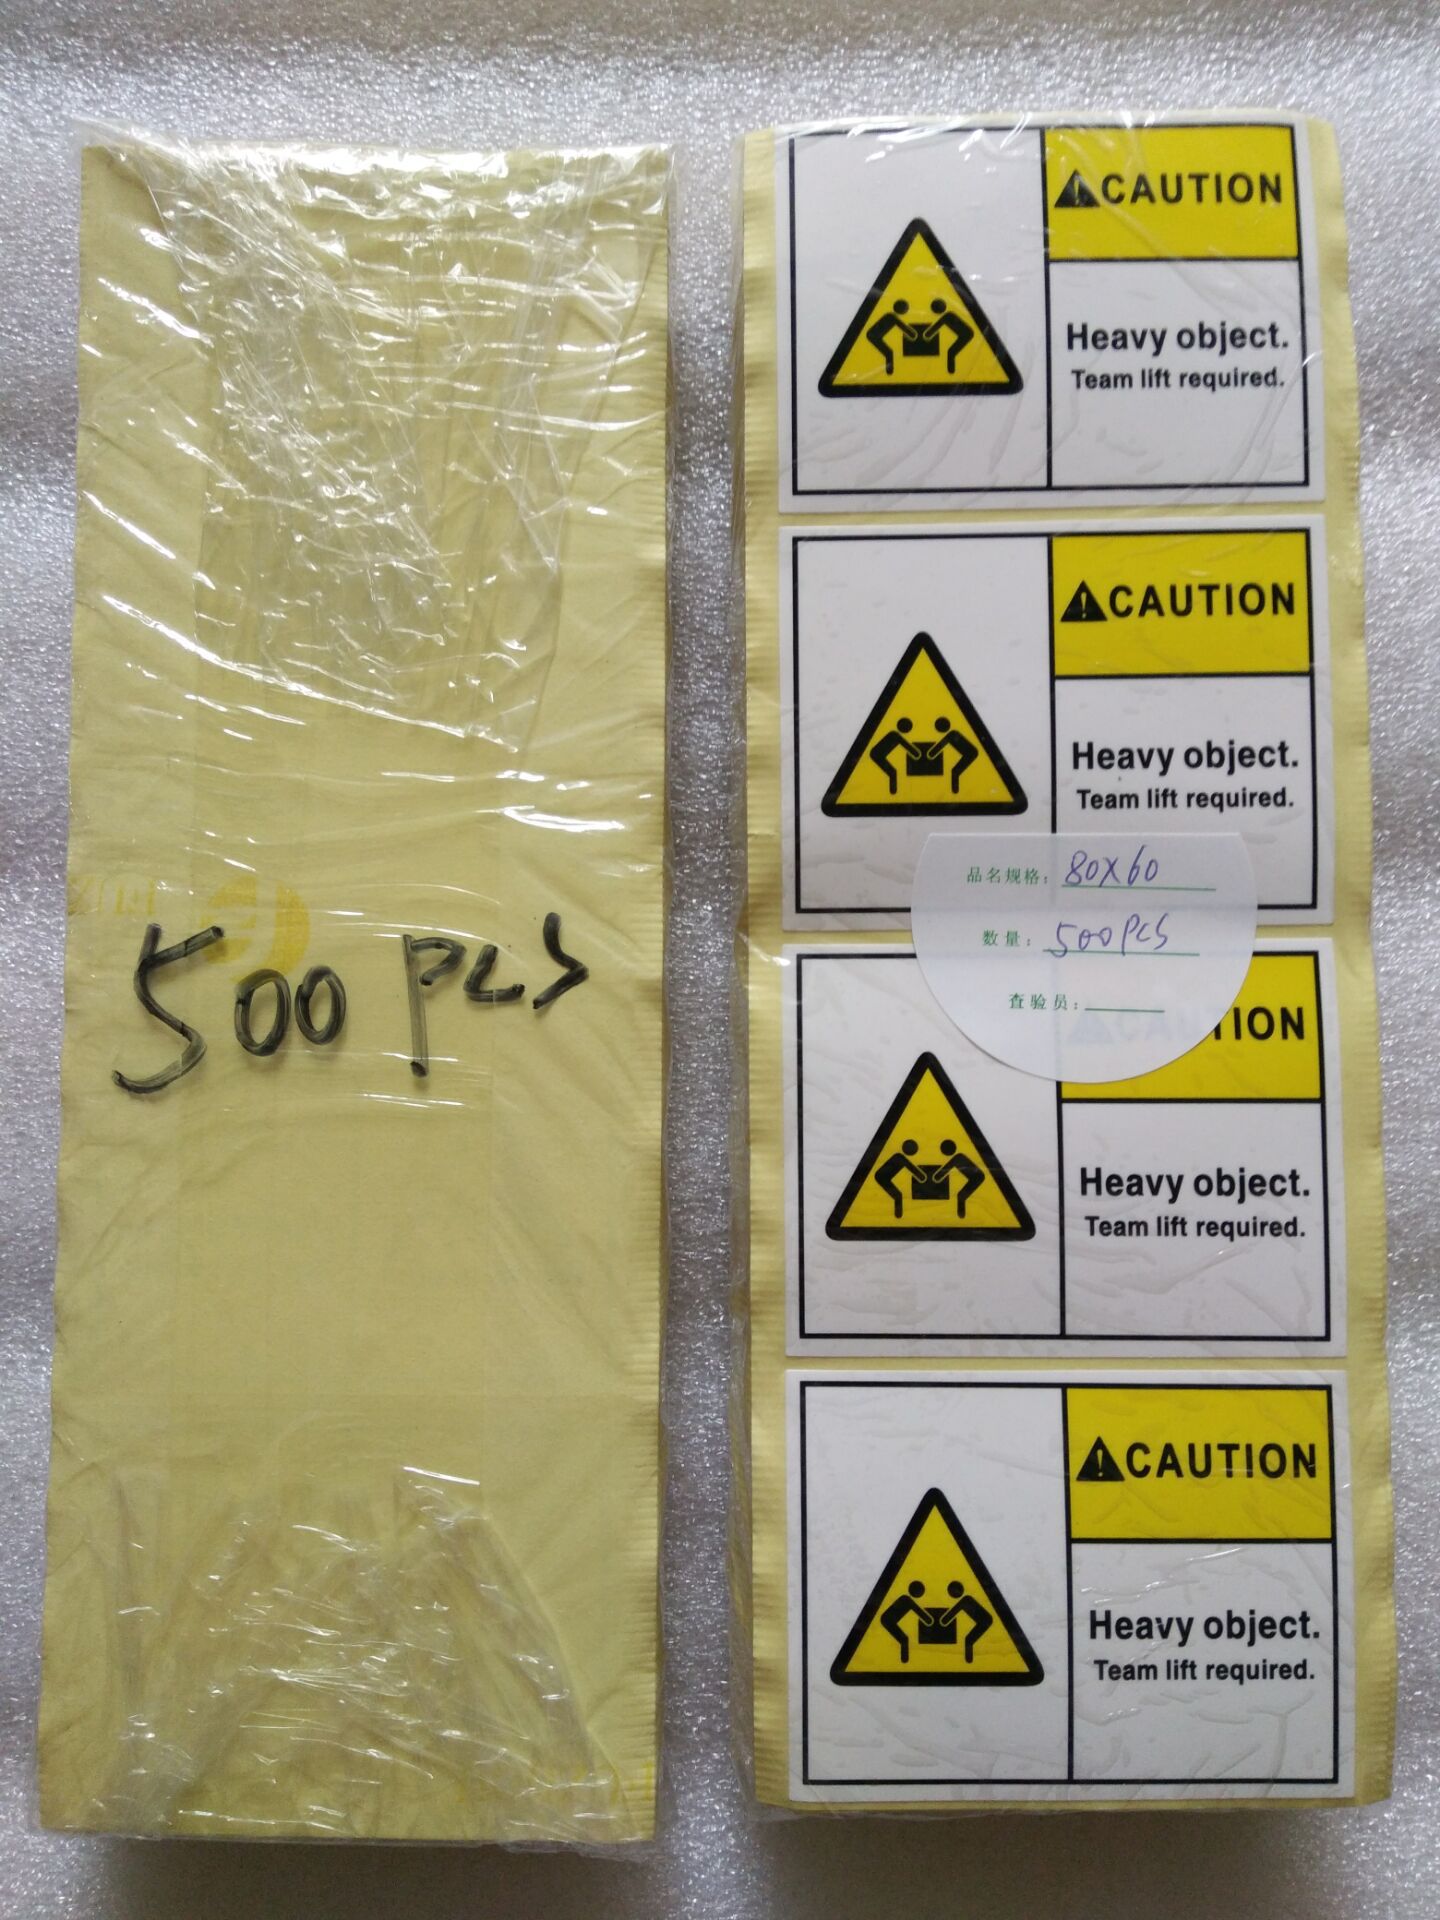 500 PCS
CAUTION
Heavy object.
Team lift required.
CAUTION
Heavy object.
Team lift required.
品名规格: 80X60
数量: 500PCS
查验员:
CAUTION
Heavy object.
Team lift required.
CAUTION
Heavy object.
Team lift required.